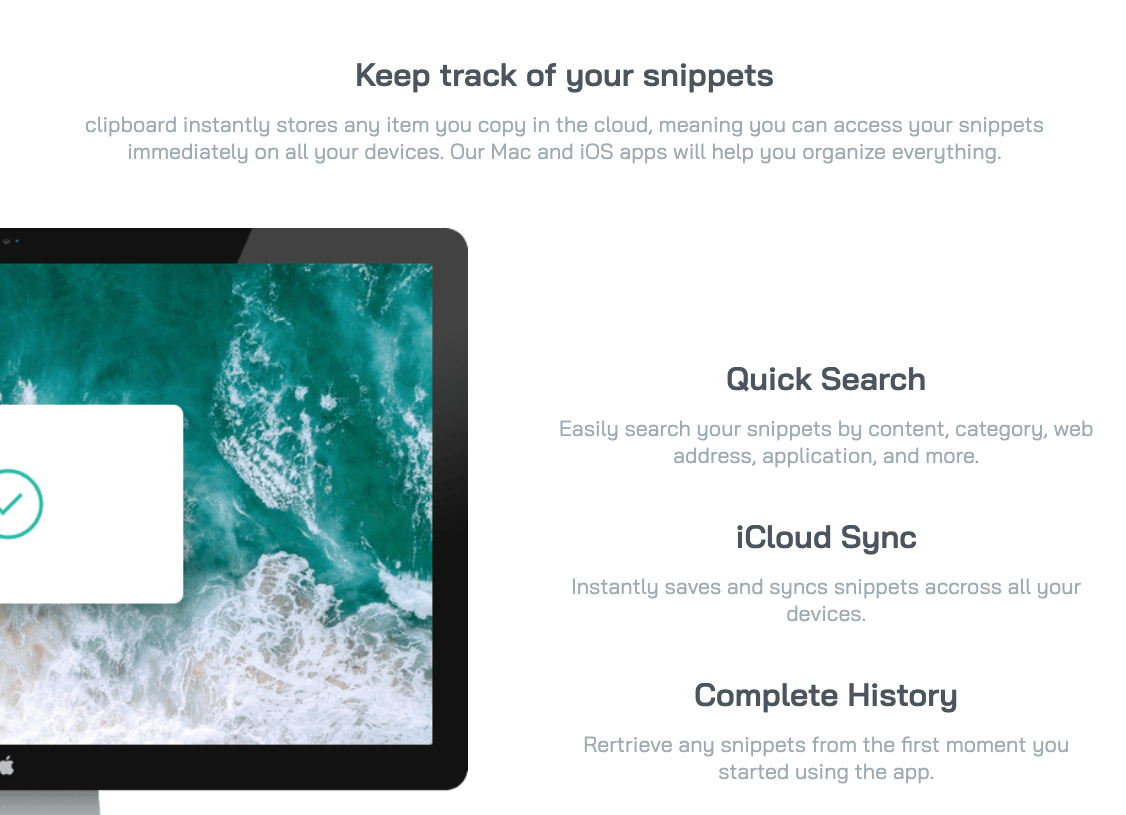 Keep track of your snippets
clipboard instantly stores any item you copy in the cloud, meaning you can access your snippets
immediately on all your devices. Our Mac and iOS apps will help you organize everything.
Quick Search
Easily search your snippets by content, category, web
address, application, and more.
iCloud Sync
Instantly saves and syncs snippets accross all your
devices.
Complete History
Rertrieve any snippets from the first moment you
started using the app.